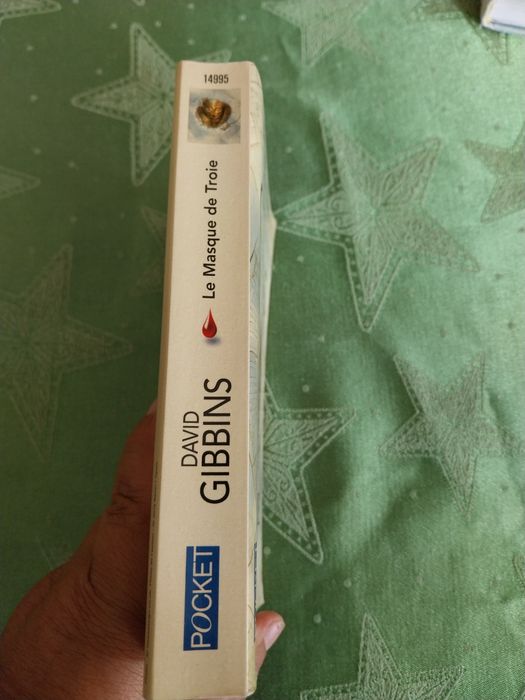 14995
Le Masque de Troie
DAVID
GIBBINS
POCKET